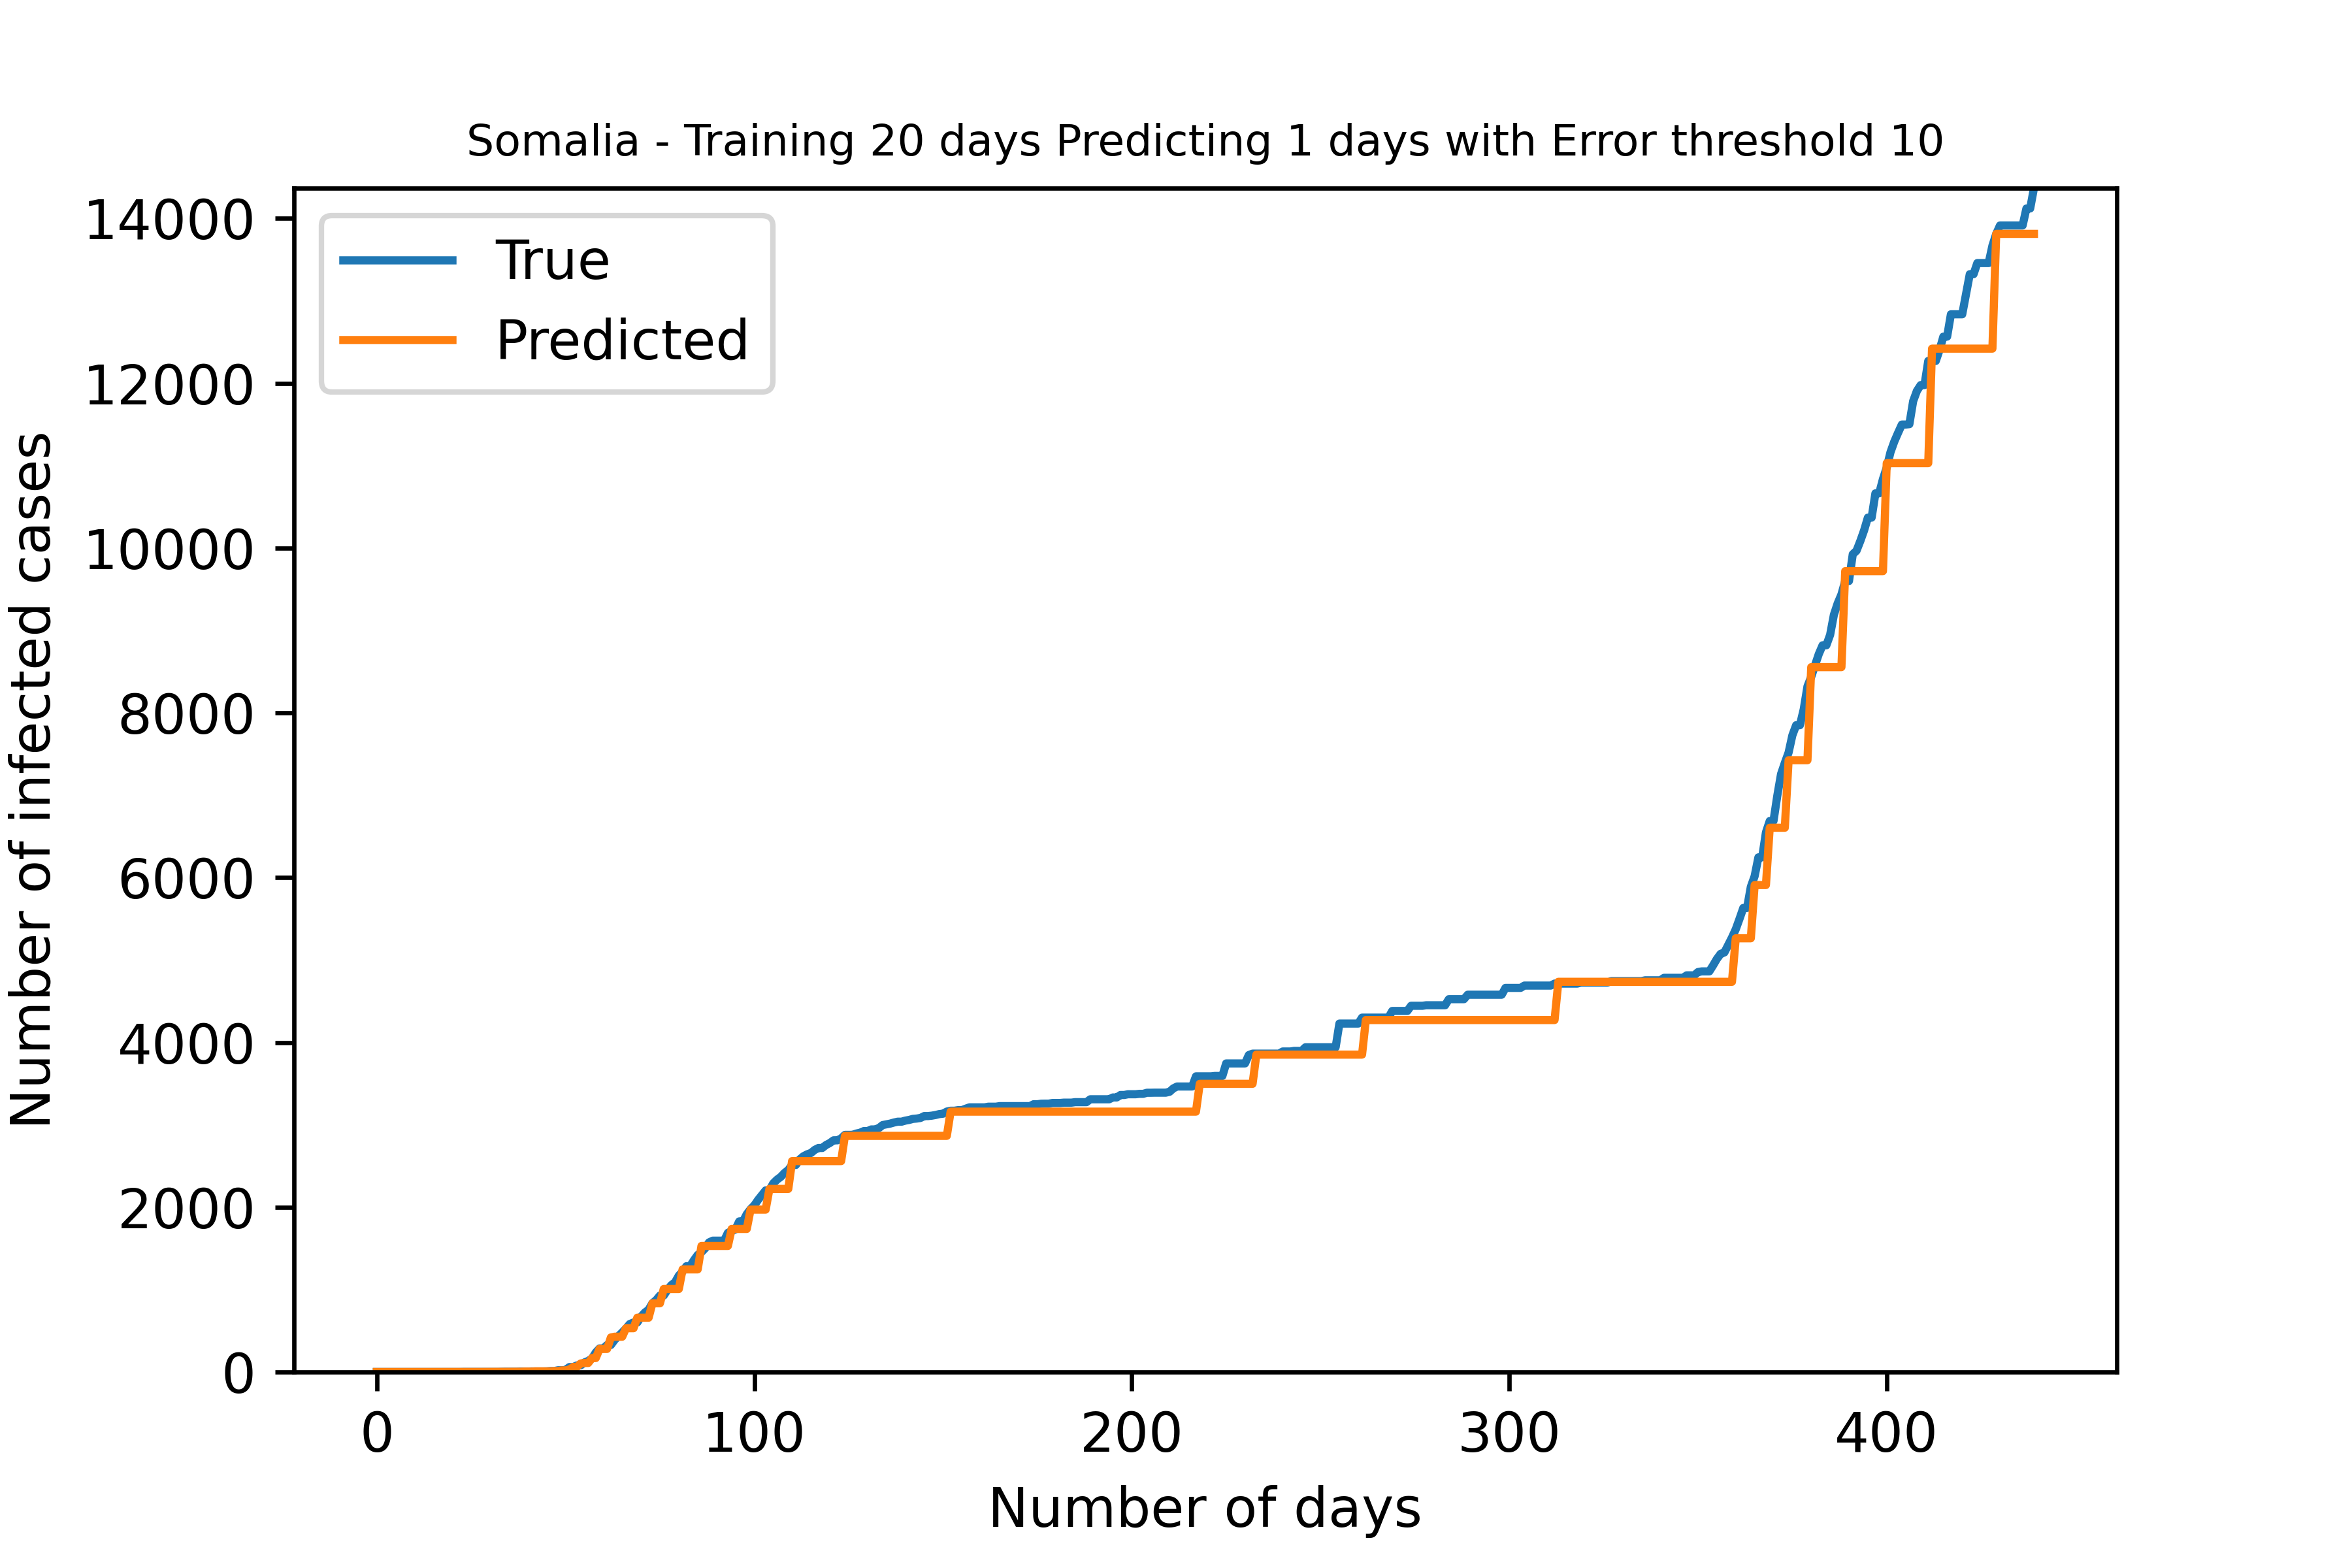 Somalia - Training 20 days Predicting 1 days with Error threshold 10
True
Predicted
14000
12000
10000
8000
6000
4000
2000
0
Number of infected cases
0 100 200 300 400
Number of days